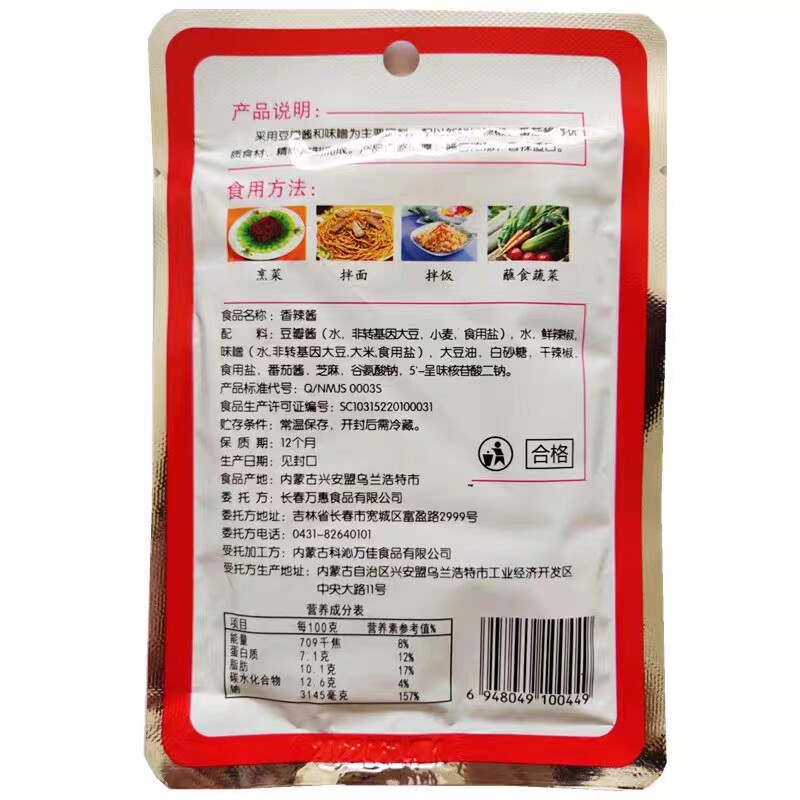 产品说明:
采用豆瓣酱和味噌为主要
质食材、精
食用方法:
烹菜 拌面 拌饭 蘸食蔬菜
食品名称: 香辣酱
配 料: 豆瓣酱（水, 非转基因大豆, 小麦, 食用盐）, 水, 鲜辣椒,
味噌（水,非转基因大豆,大米,食用盐）, 大豆油, 白砂糖, 干辣椒,
食用盐, 番茄酱, 芝麻, 谷氨酸钠, 5'-呈味核苷酸二钠。
产品标准代号: Q/NMJS 0003S
食品生产许可证编号: SC10315220100031
贮存条件: 常温保存, 开封后需冷藏。
保 质 期: 12个月
生产日期: 见封口
合格
食品产地: 内蒙古兴安盟乌兰浩特市
委 托 方: 长春万惠食品有限公司
委托方地址: 吉林省长春市宽城区富盈路2999号
委托方电话: 0431-82640101
受托加工方: 内蒙古科沁万佳食品有限公司
受托方生产地址: 内蒙古自治区兴安盟乌兰浩特市工业经济开发区
中央大路11号
营养成分表
项目 每100克 营养素参考值%
能量 709千焦 8%
蛋白质 7.1克 12%
脂肪 10.1克 17%
碳水化合物 12.6克 4%
钠 3145毫克 157%
6 948049 100449